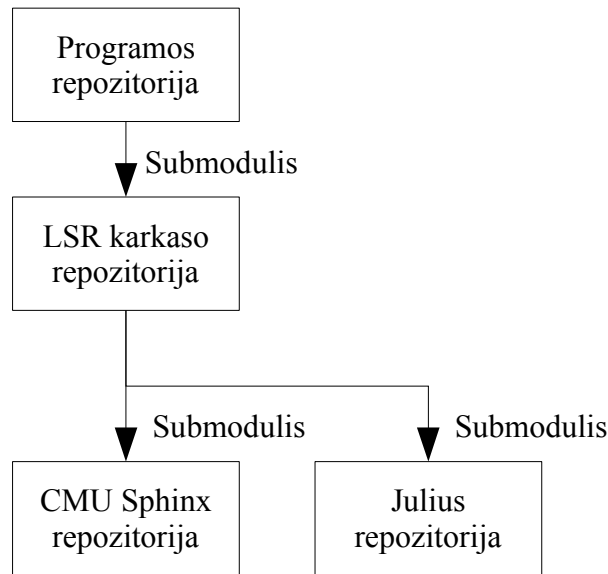 Programos
repozitorija
Submodulis
LSR karkaso
repozitorija
Submodulis
Submodulis
CMU Sphinx
repozitorija
Julius
repozitorija